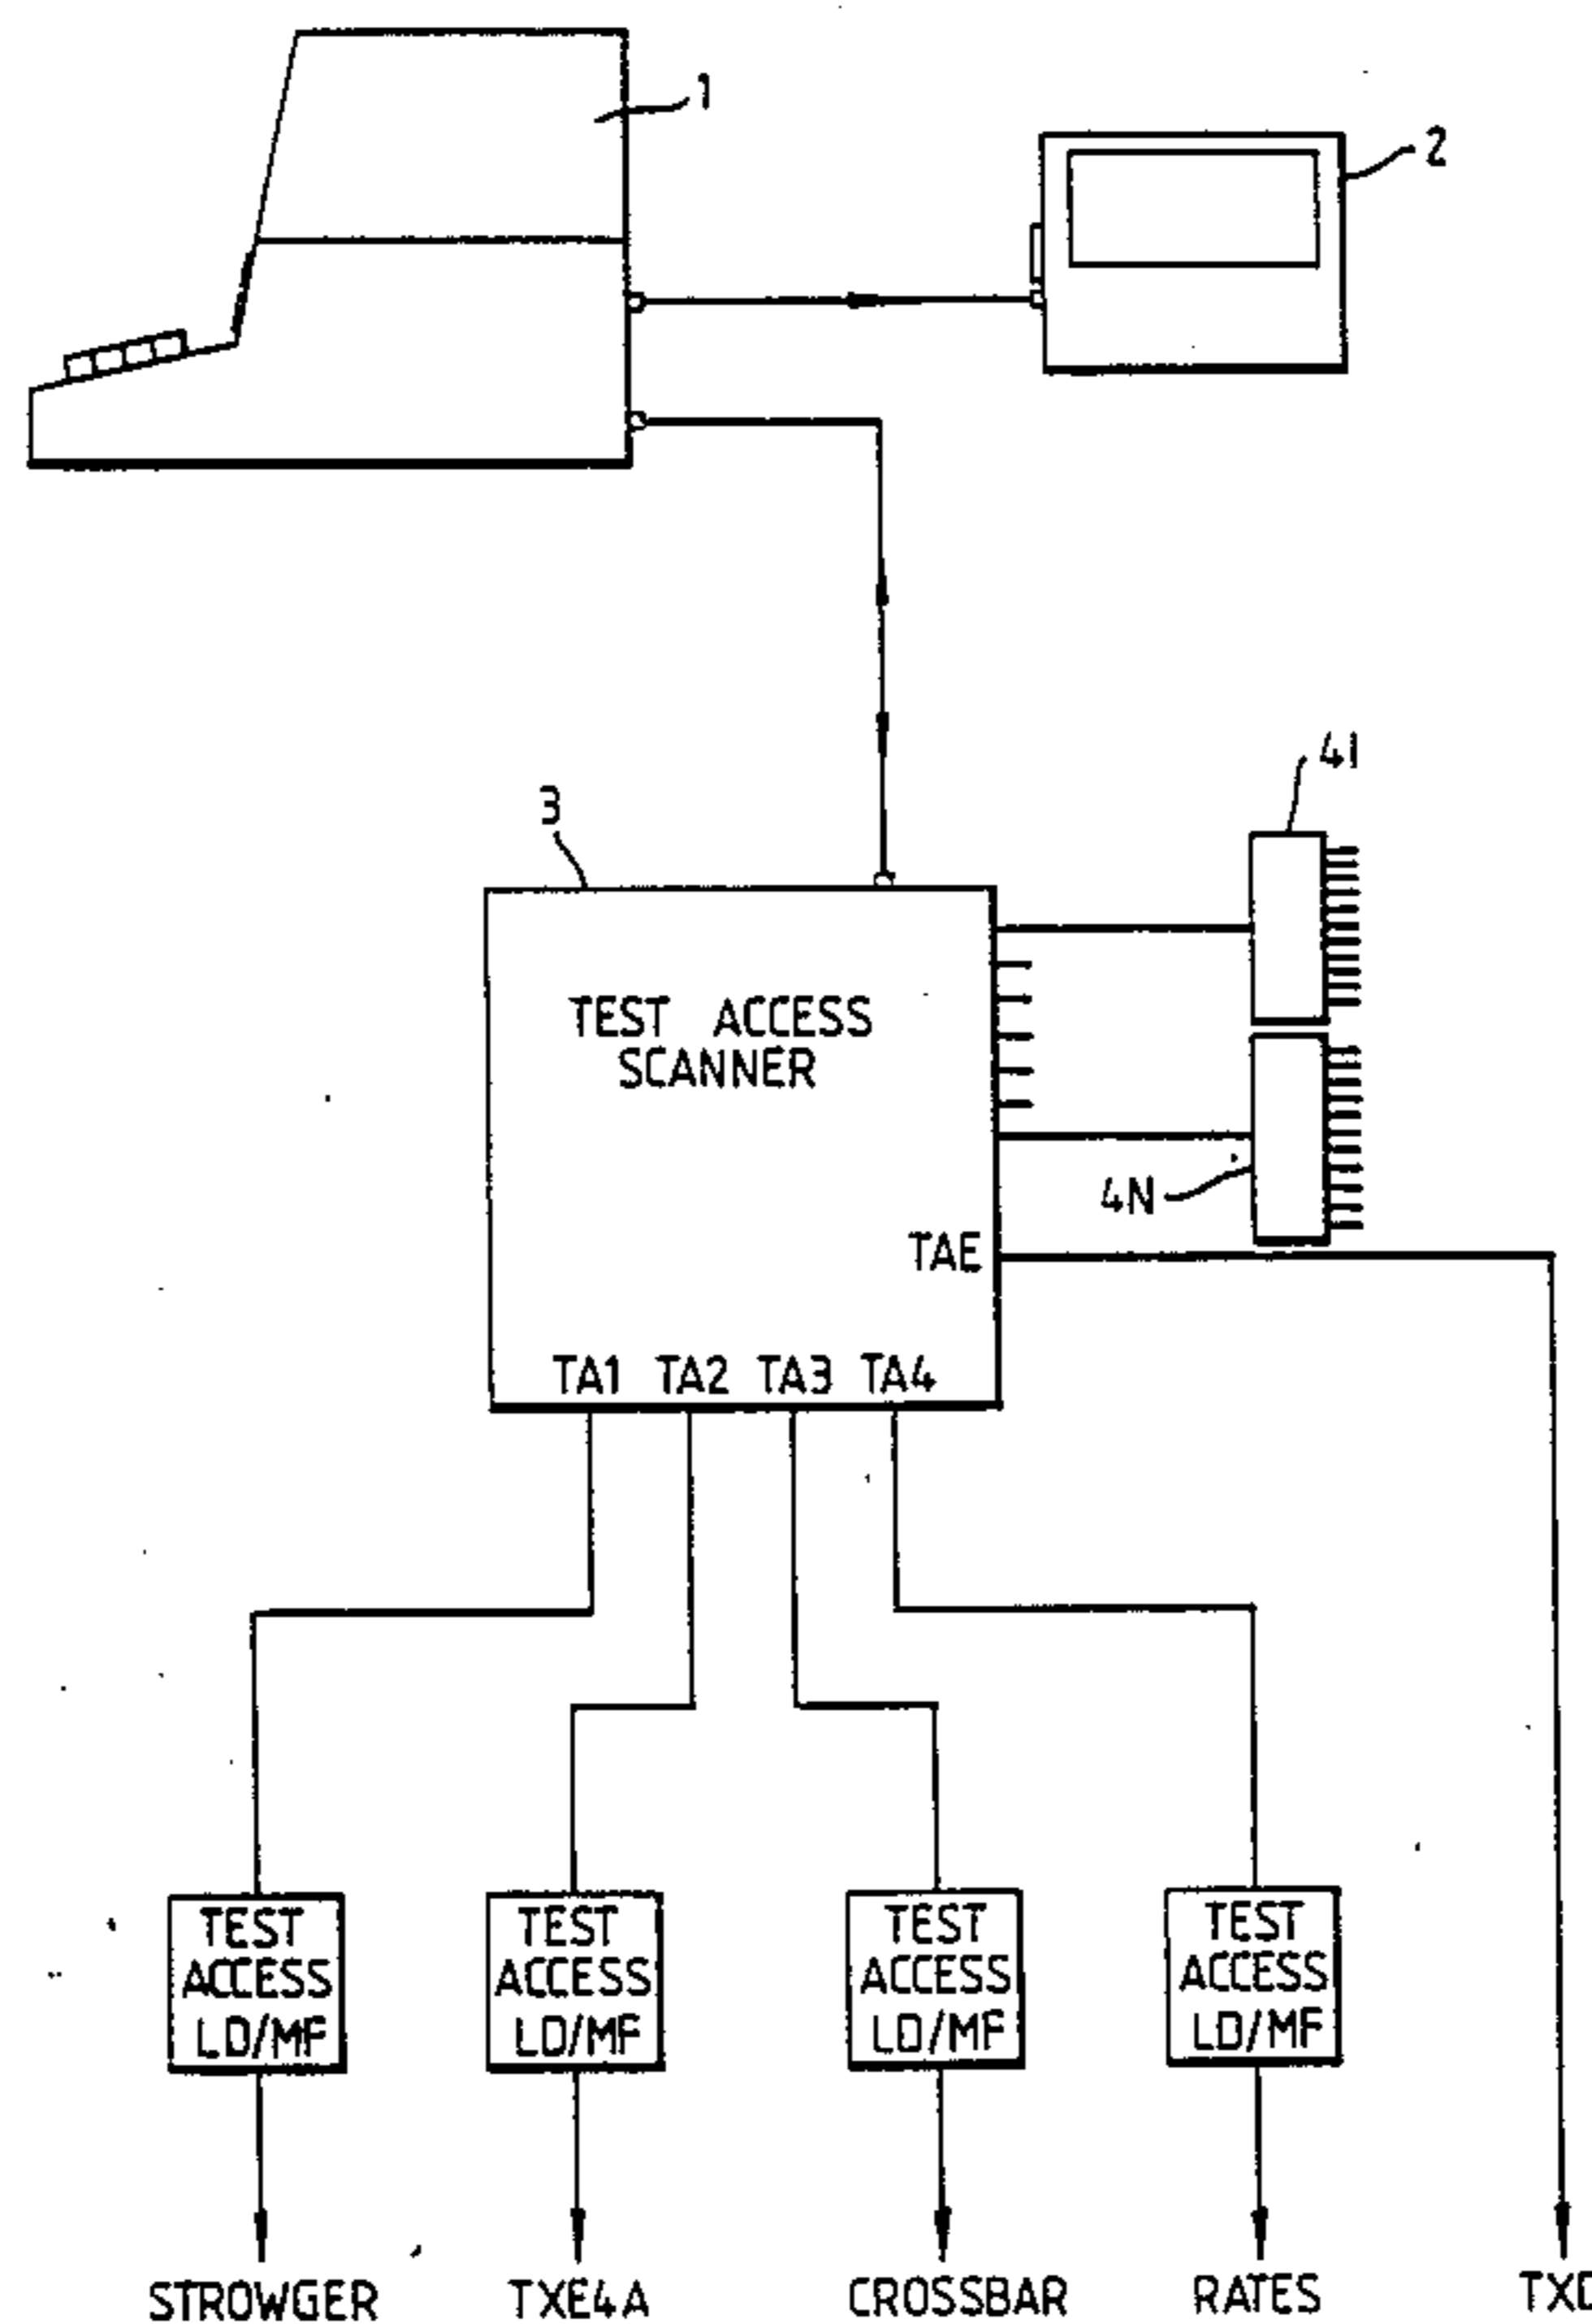 1
2
41
3
TEST ACCESS
SCANNER
4N
TAE
TA1 TA2 TA3 TA4
TEST
ACCESS
LD/MF
TEST
ACCESS
LD/MF
TEST
ACCESS
LD/MF
TEST
ACCESS
LD/MF
STROWGER TXE4A CROSSBAR RATES